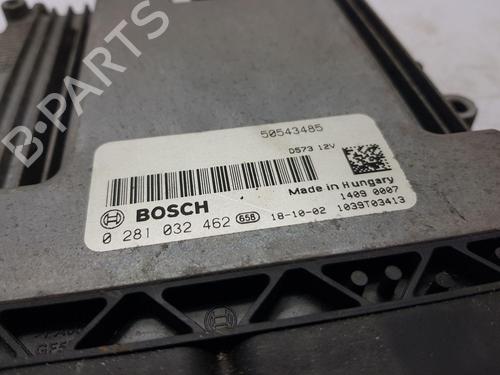 B-PARTS
50543485
D573 12V
Made in Hungary
BOSCH
1409 0007
0 281 032 462 658 18-10-02 1039T03413